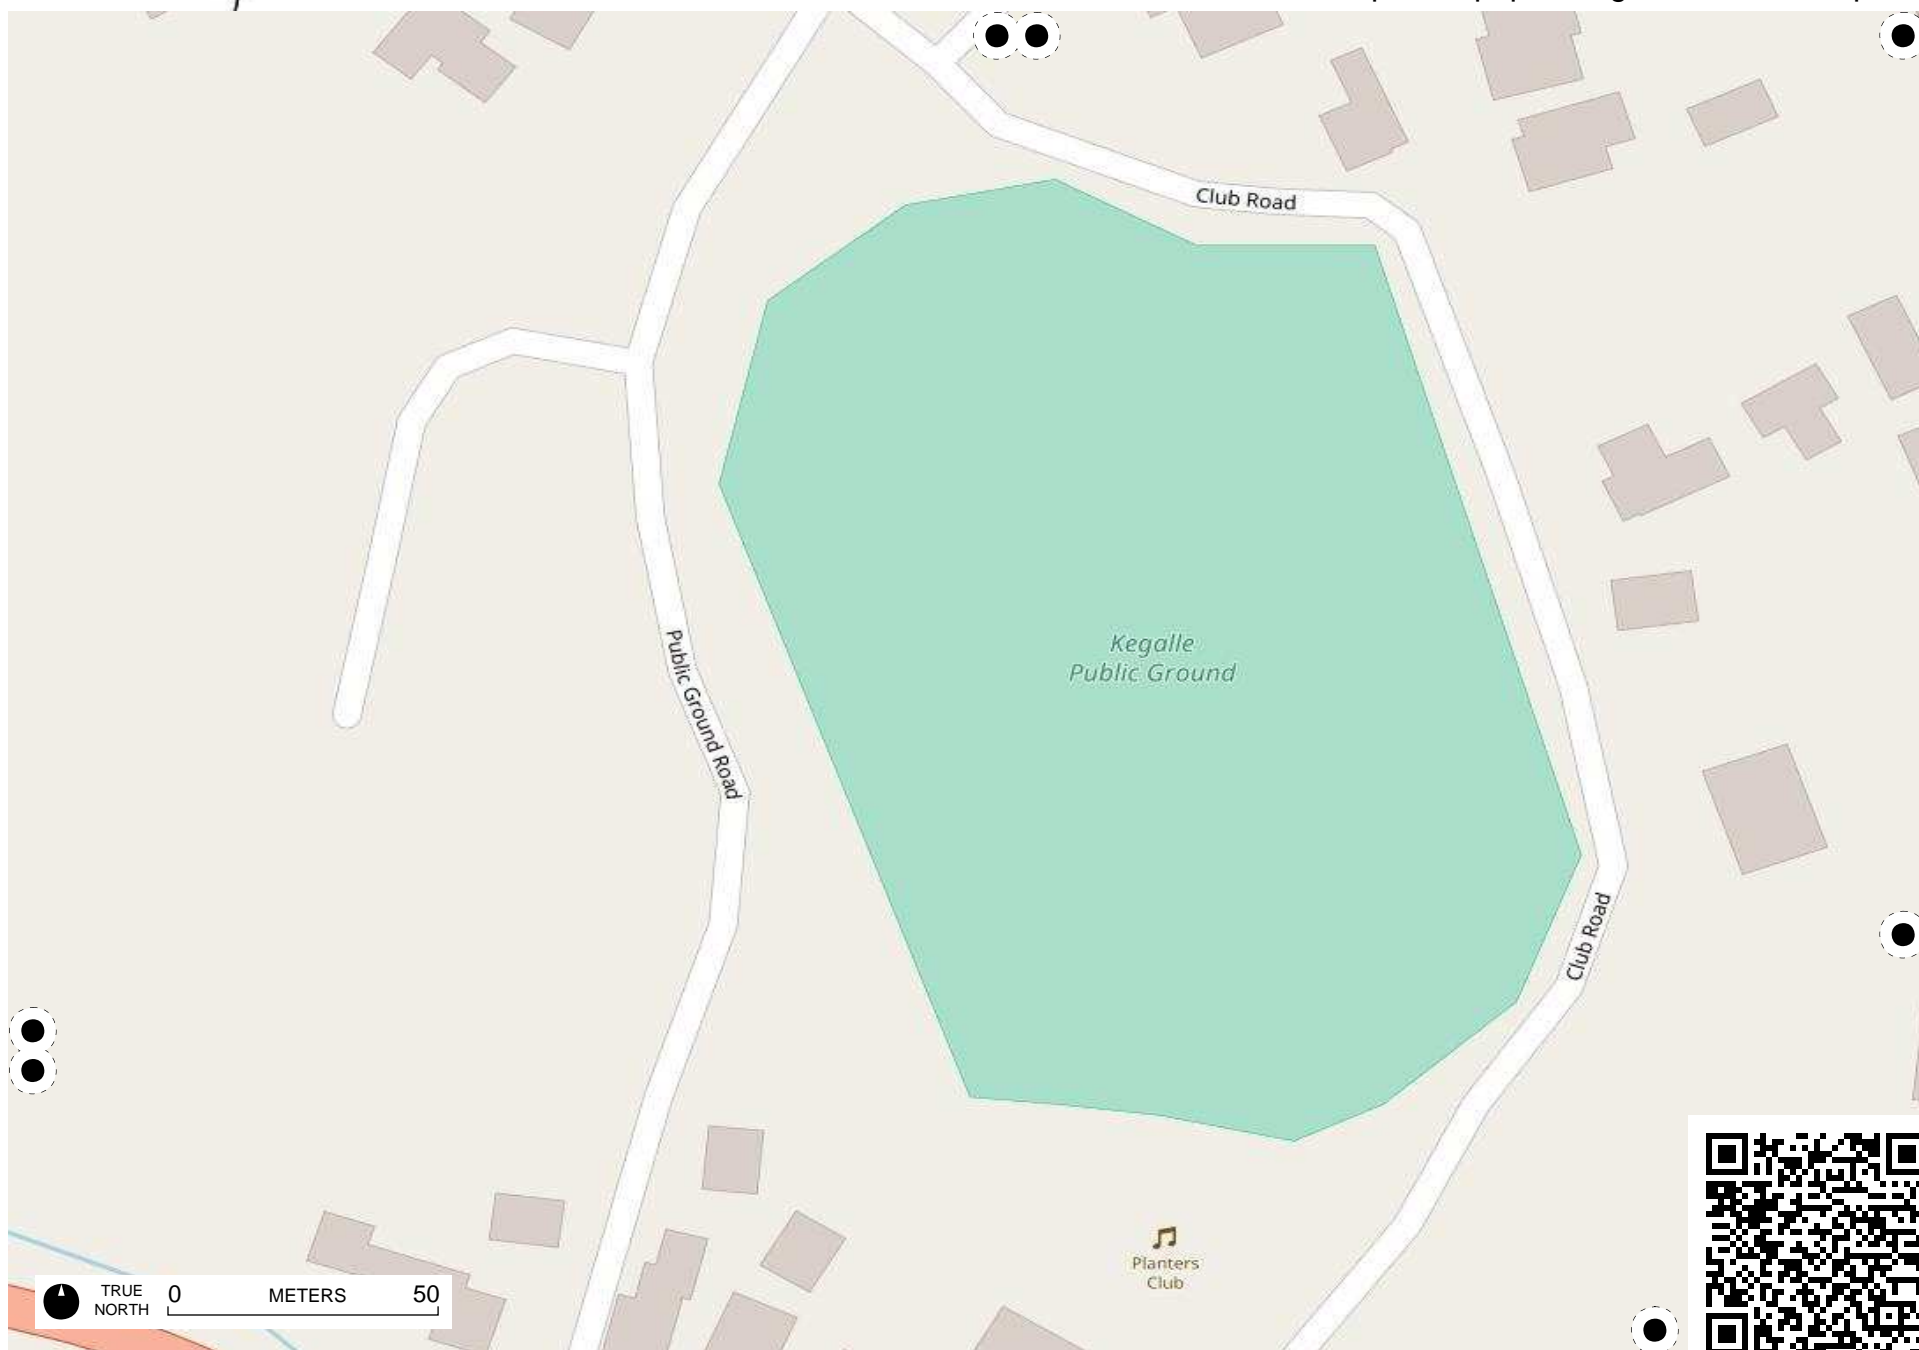 Club Road
Kegalle
Public Ground
Public Ground Road
Club Road
Planters
Club
TRUE
NORTH
0 METERS 50